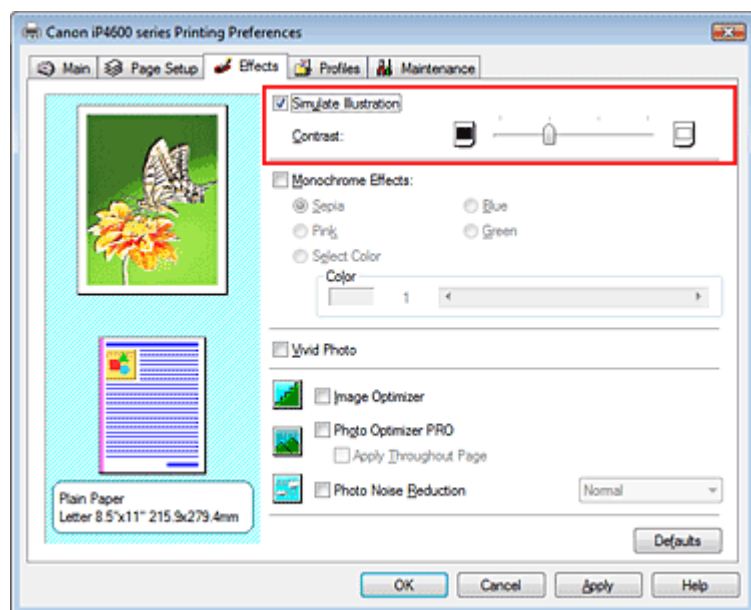 Canon iP4600 series Printing Preferences
Main Page Setup Effects Profiles Maintenance
Simulate Illustration
Contrast:
Monochrome Effects:
Sepia Blue
Pink Green
Select Color
Color
1
Vivid Photo
Image Optimizer
Photo Optimizer PRO
Apply Throughout Page
Photo Noise Reduction Normal
Plain Paper
Letter 8.5"x11" 215.9x279.4mm
Defaults
OK Cancel Apply Help